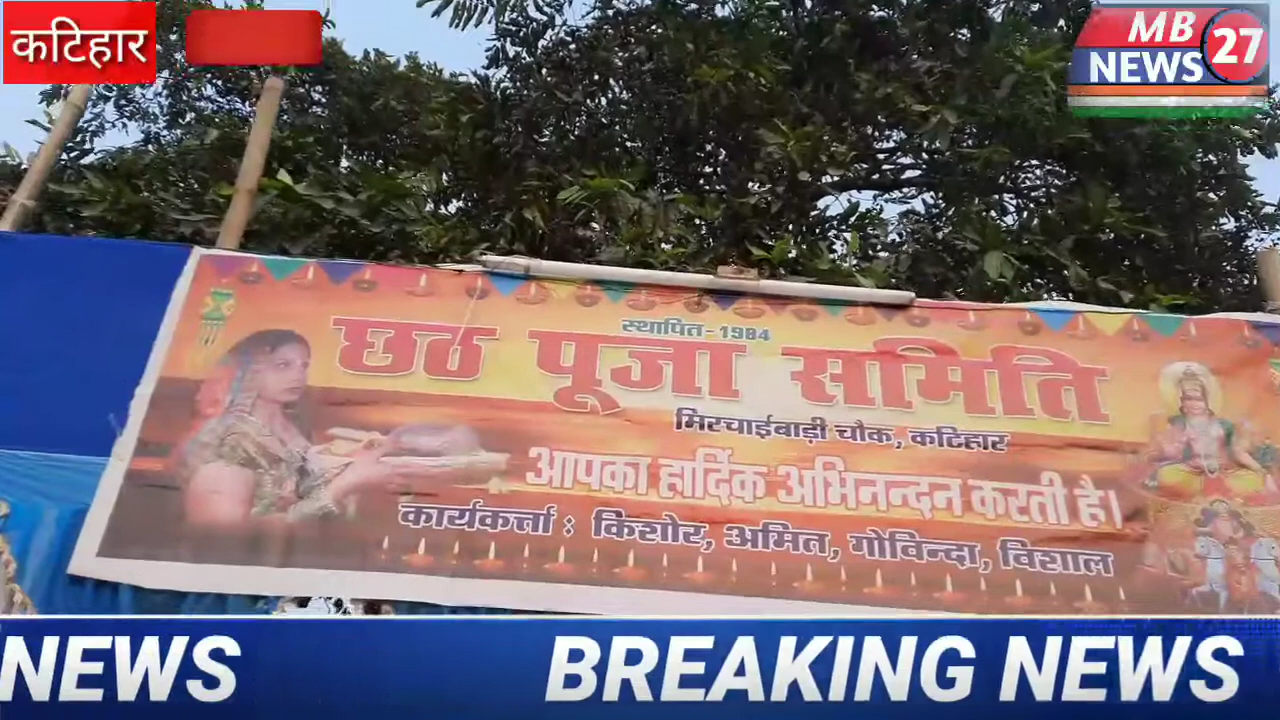 कटिहार
MB
NEWS 27
स्थापित-1984
छठ पूजा समिति
मिरचाईबाड़ी चौक, कटिहार
आपका हार्दिक अभिनन्दन करती है।
कार्यकर्त्ता : किशोर, अमित, गोविन्दा, विशाल
NEWS BREAKING NEWS